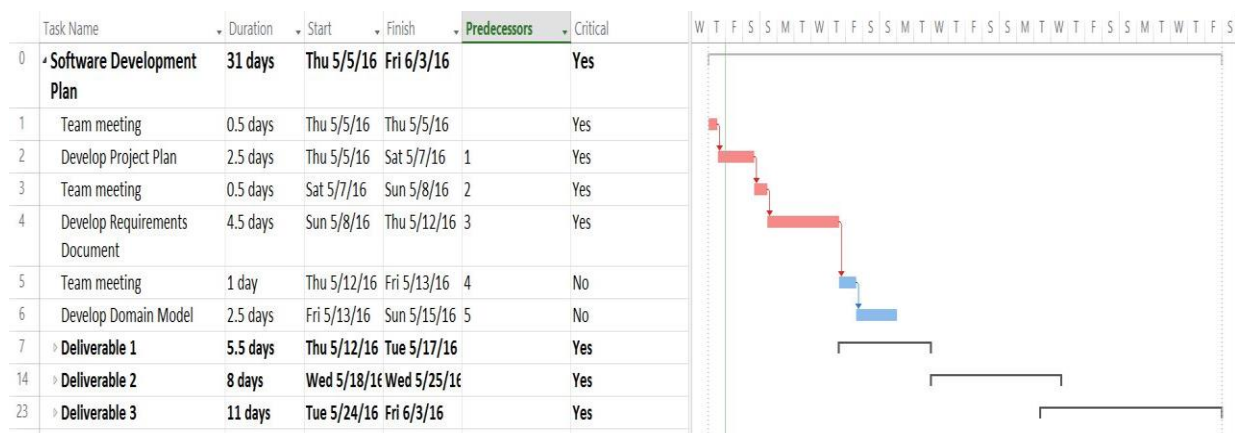 Task Name Duration Start Finish Predecessors Critical W T F S S M T W T F S S M T W T F S S M T W T F S S M T W T F S
0 Software Development 31 days Thu 5/5/16 Fri 6/3/16 Yes
Plan
1 Team meeting 0.5 days Thu 5/5/16 Thu 5/5/16 Yes
2 Develop Project Plan 2.5 days Thu 5/5/16 Sat 5/7/16 1 Yes
3 Team meeting 0.5 days Sat 5/7/16 Sun 5/8/16 2 Yes
4 Develop Requirements 4.5 days Sun 5/8/16 Thu 5/12/16 3 Yes
Document
5 Team meeting 1 day Thu 5/12/16 Fri 5/13/16 4 No
6 Develop Domain Model 2.5 days Fri 5/13/16 Sun 5/15/16 5 No
7 Deliverable 1 5.5 days Thu 5/12/16 Tue 5/17/16 Yes
14 Deliverable 2 8 days Wed 5/18/16 Wed 5/25/16 Yes
23 Deliverable 3 11 days Tue 5/24/16 Fri 6/3/16 Yes